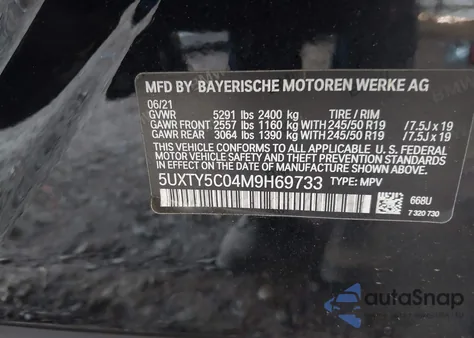 MFD BY BAYERISCHE MOTOREN WERKE AG
06/21
GVWR 5291 lbs 2400 kg TIRE / RIM
GAWR FRONT 2557 lbs 1160 kg WITH 245/50 R19 / 7.5J x 19
GAWR REAR 3064 lbs 1390 kg WITH 245/50 R19 / 7.5J x 19
THIS VEHICLE CONFORMS TO ALL APPLICABLE U.S. FEDERAL
MOTOR VEHICLE SAFETY, BUMPER, AND THEFT PREVENTION
STANDARDS IN EFFECT ON THE DATE OF MANUFACTURE SHOWN ABOVE.
5UXTY5C04M9H69733 TYPE: MPV
668U
7 320 730
autoSnap